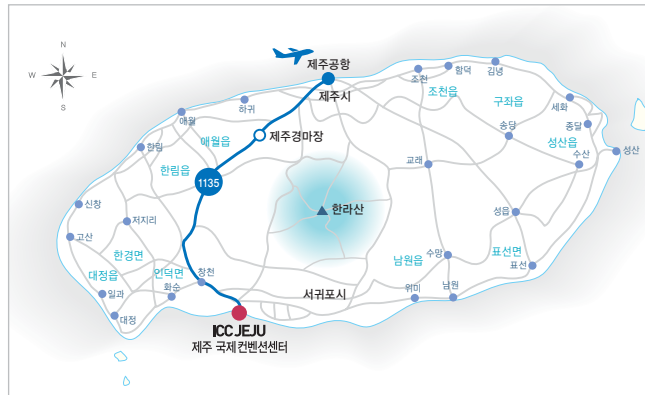 N
W
E
S
제주공항
제주시
조천
함덕
김녕
조천읍
구좌읍
세화
하귀
애월
애월읍
제주경마장
송당
종달
성산읍
한림
한림읍
교래
수산
성산
1135
신창
저지리
한라산
성읍
고산
한경면
남원읍
수망
표선면
표선
대정읍
안덕면
창천
일과
화순
서귀포시
위미
남원
대정
ICC JEJU
제주 국제컨벤션센터